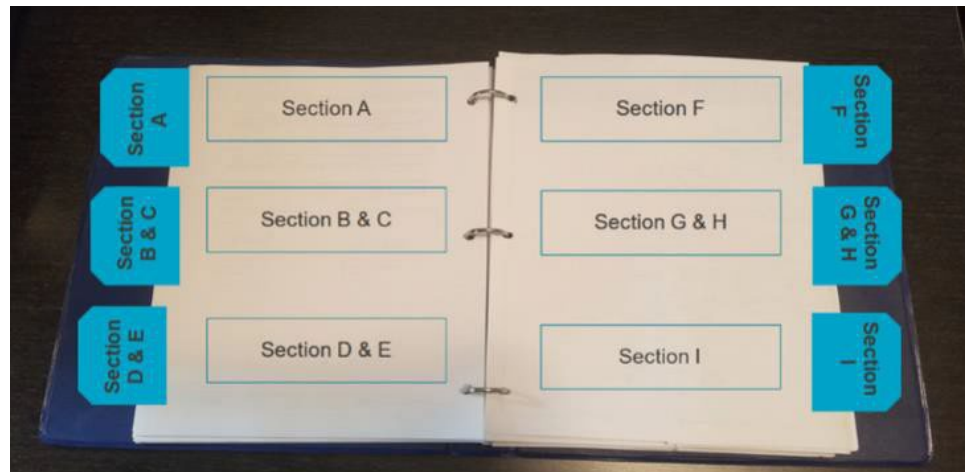 Section
A
Section A
Section B & C
Section
B & C
Section D & E
Section
D & E
Section F
Section
F
Section G & H
Section
G & H
Section I
Section
I